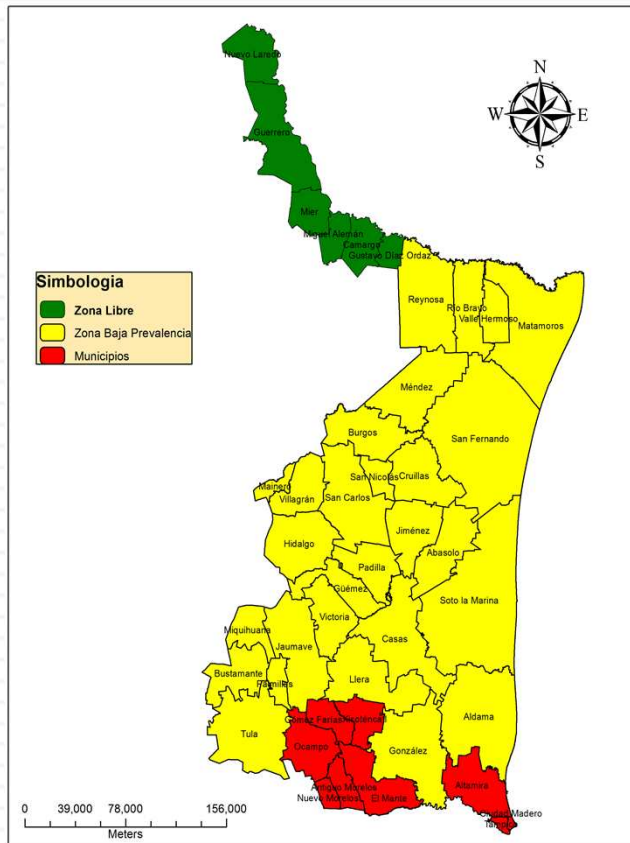 Nuevo Laredo
N
W E
S
Guerrero
Mier
Miguel Alemán
Camargo
Gustavo Díaz Ordaz
Simbologia
Zona Libre
Zona Baja Prevalencia
Municipios
Reynosa
Río Bravo
Valle Hermoso
Matamoros
Méndez
Burgos
San Fernando
San Nicolás
Cruillas
Mainero
Villagrán
San Carlos
Jiménez
Hidalgo
Abasolo
Padilla
Güémez
Soto la Marina
Victoria
Casas
Miquihuana
Jaumave
Bustamante
Palmillas
Llera
Aldama
Gómez Farías
Xicoténcatl
Tula
Ocampo
González
Antiguo Morelos
Nuevo Morelos
El Mante
Altamira
Ciudad Madero
Tampico
0 39,000 78,000 156,000
Meters